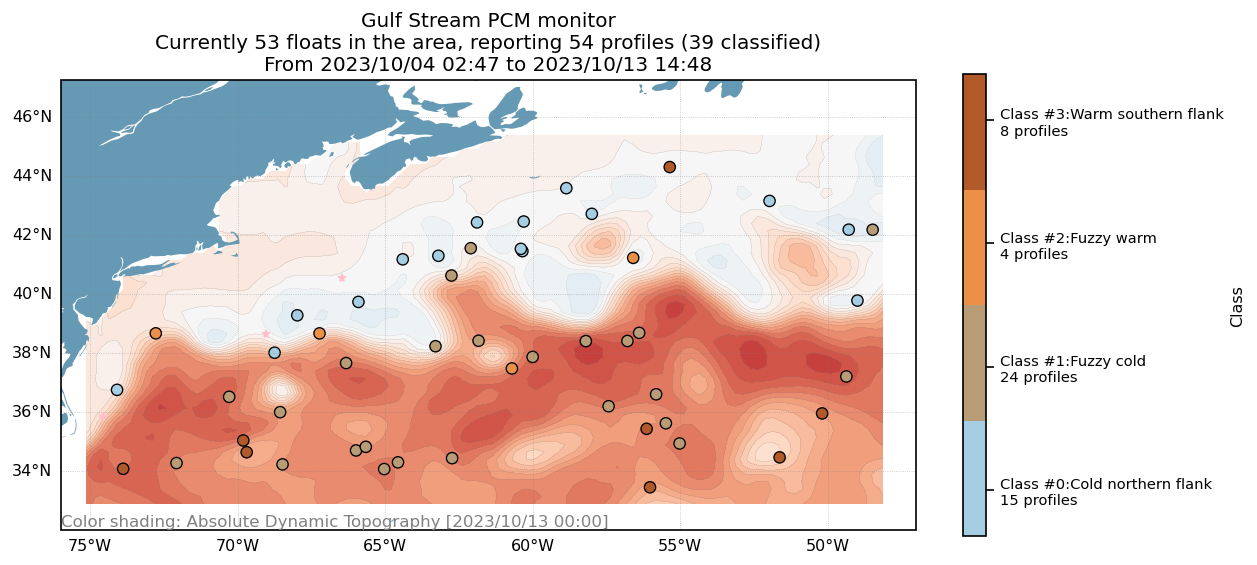 Gulf Stream PCM monitor
Currently 53 floats in the area, reporting 54 profiles (39 classified)
From 2023/10/04 02:47 to 2023/10/13 14:48
46°N
44°N
42°N
40°N
38°N
36°N
34°N
Color shading: Absolute Dynamic Topography [2023/10/13 00:00]
75°W
70°W
65°W
60°W
55°W
50°W
Class #3:Warm southern flank
8 profiles
Class #2:Fuzzy warm
4 profiles
Class #1:Fuzzy cold
24 profiles
Class #0:Cold northern flank
15 profiles
Class